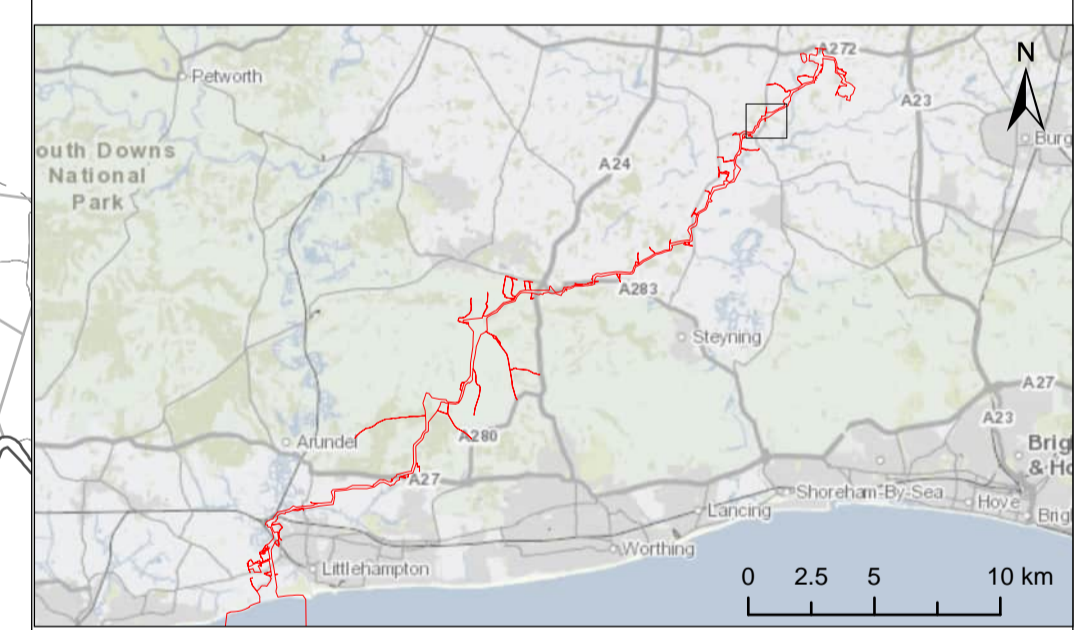 A272
N
Petworth
A23
Burg
outh Downs
National
Park
A24
A283
Steyning
A27
A23
Arundel
A280
Brig
& Ho
A27
Shoreham-By-Sea
Hove
Lancing
Brig
Worthing
Littlehampton
0 2.5 5 10 km